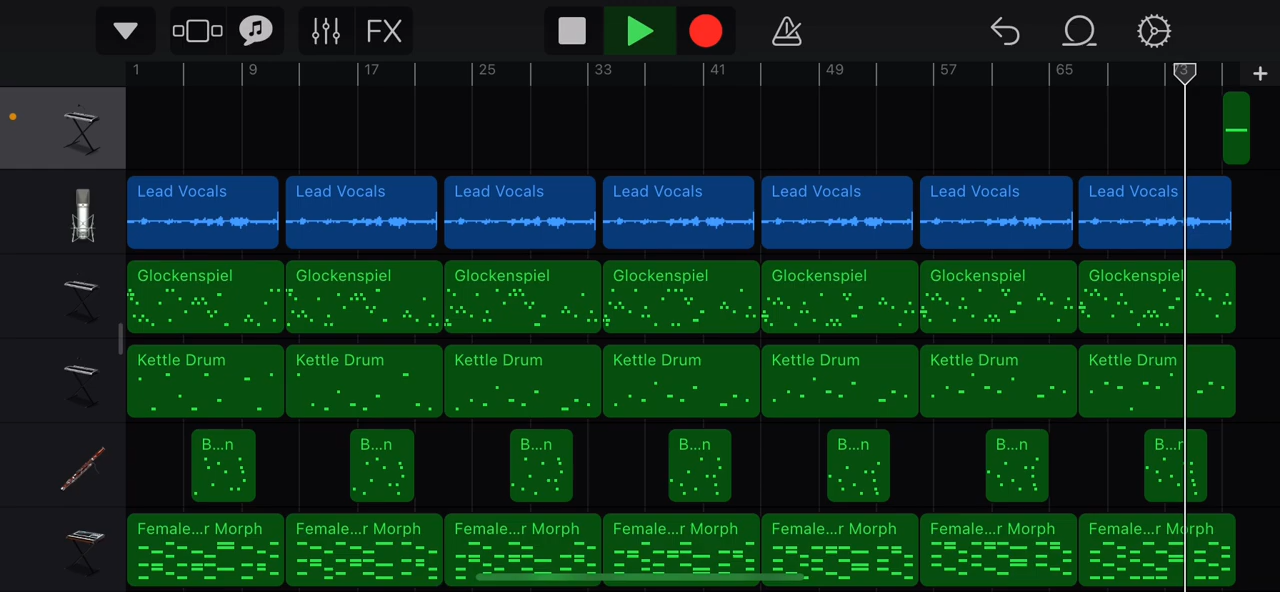 FX
1 9 17 25 33 41 49 57 65 73 +
Lead Vocals Lead Vocals Lead Vocals Lead Vocals Lead Vocals Lead Vocals Lead Vocals
Glockenspiel Glockenspiel Glockenspiel Glockenspiel Glockenspiel Glockenspiel Glockenspiel
Kettle Drum Kettle Drum Kettle Drum Kettle Drum Kettle Drum Kettle Drum Kettle Drum
B...n B...n B...n B...n B...n B...n B...n
Female...r Morph Female...r Morph Female...r Morph Female...r Morph Female...r Morph Female...r Morph Female...r Morph